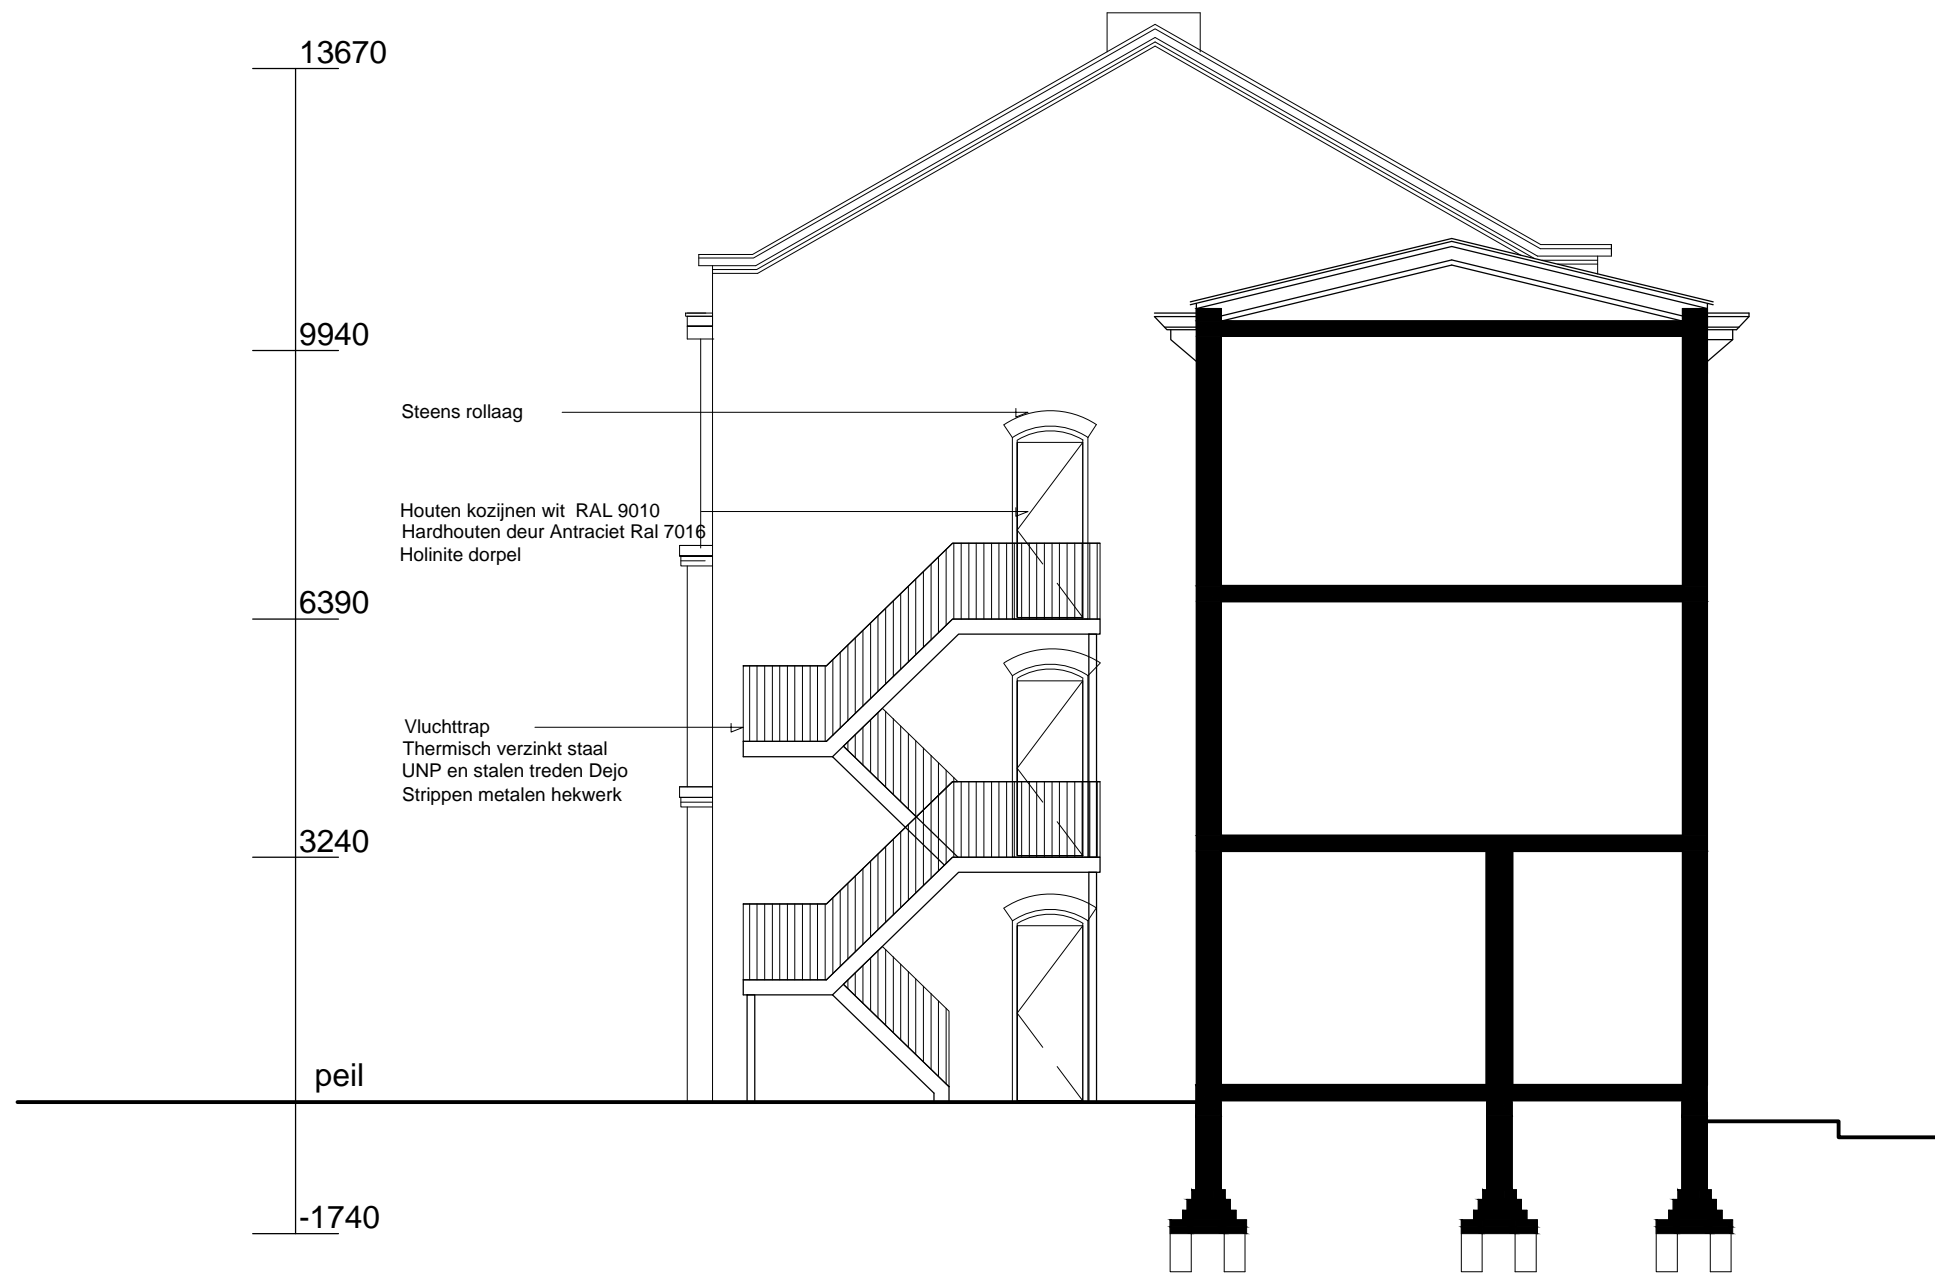 13670
9940
Steens rollaag
Houten kozijnen wit  RAL 9010
Hardhouten deur Antraciet Ral 7016
Holinite dorpel
6390
Vluchttrap
Thermisch verzinkt staal
UNP en stalen treden Dejo
Strippen metalen hekwerk
3240
peil
-1740